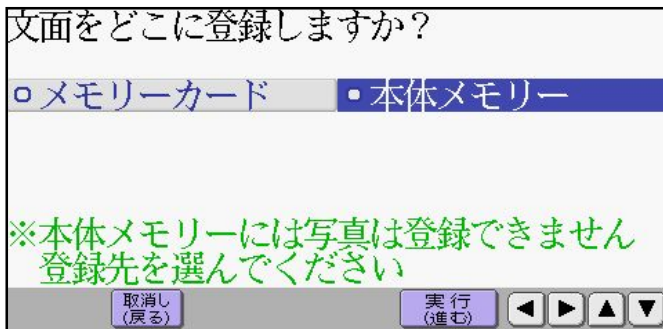 文面をどこに登録しますか？
メモリーカード 本体メモリー
※本体メモリーには写真は登録できません
登録先を選んでください
取消し 実行
(戻る) (進む) ◀ ▶ ▲ ▼